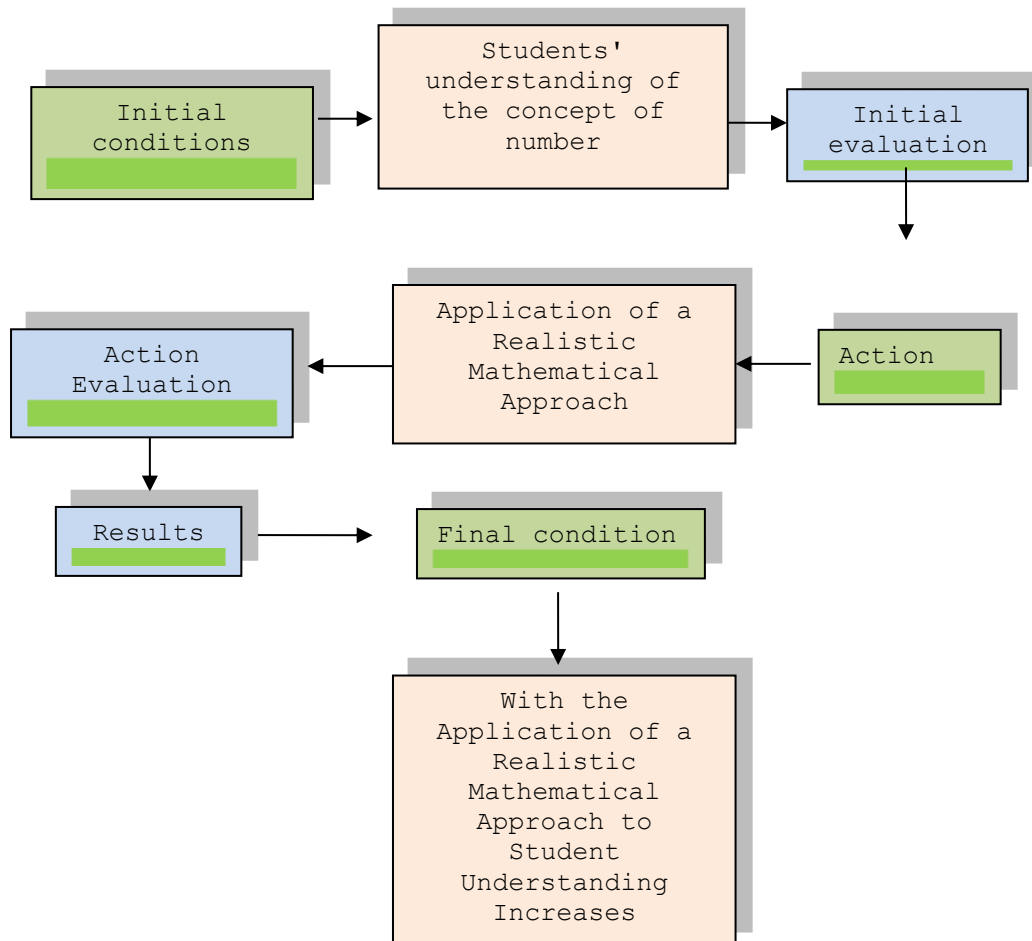 Initial
conditions
Students'
understanding of
the concept of
number
Initial
evaluation
Action
Application of a
Realistic
Mathematical
Approach
Action
Evaluation
Results
Final condition
With the
Application of a
Realistic
Mathematical
Approach to
Student
Understanding
Increases